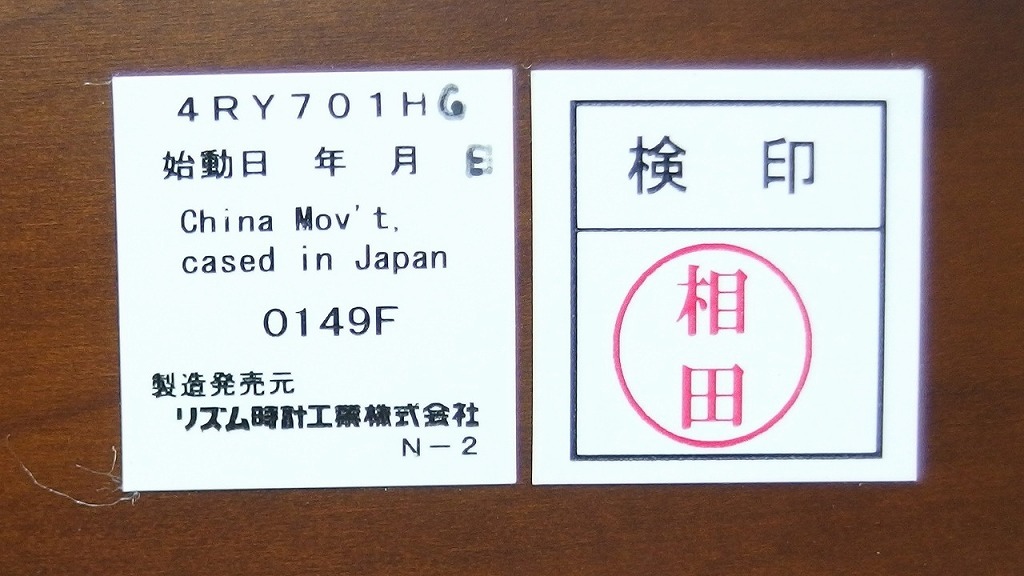 4RY701HG
始動日 年 月 日
China Mov't,
cased in Japan
0149F
製造発売元
リズム時計工業株式会社
N-2
検 印
相
田